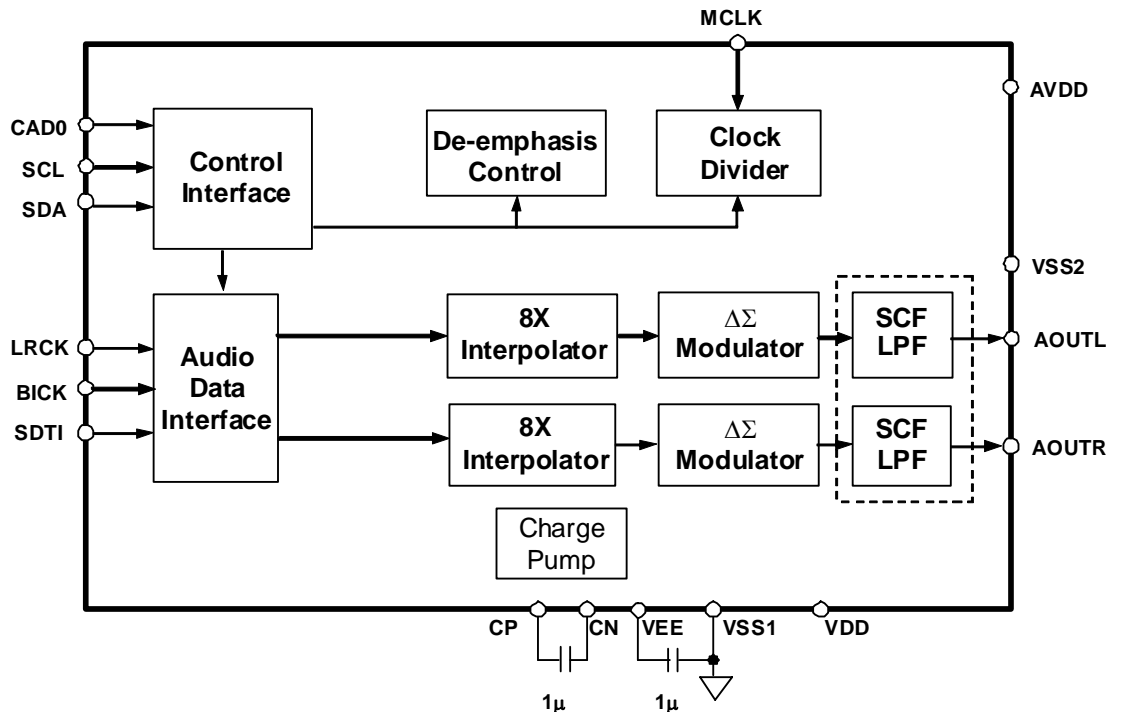 MCLK
AVDD
CAD0
SCL
SDA
Control
Interface
De-emphasis
Control
Clock
Divider
VSS2
LRCK
BICK
SDTI
Audio
Data
Interface
8X
Interpolator
ΔΣ
Modulator
SCF
LPF
AOUTL
8X
Interpolator
ΔΣ
Modulator
SCF
LPF
AOUTR
Charge
Pump
CP
CN
VEE
VSS1
VDD
1μ
1μ